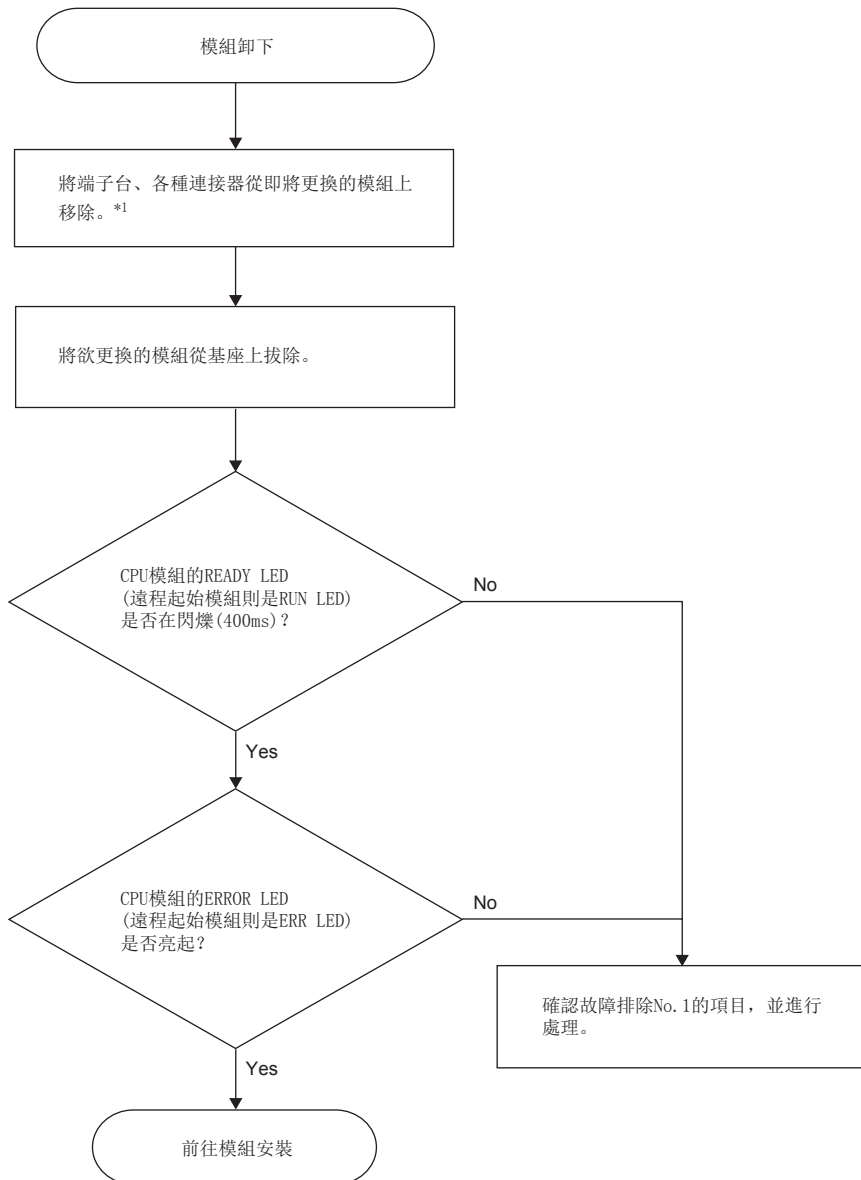 模組卸下
將端子台、各種連接器從即將更換的模組上
移除。*1
將欲更換的模組從基座上拔除。
CPU模組的READY LED
(遠程起始模組則是RUN LED)
是否在閃爍(400ms)?
No
Yes
CPU模組的ERROR LED
(遠程起始模組則是ERR LED)
是否亮起?
No
確認故障排除No.1的項目，並進行
處理。
Yes
前往模組安裝